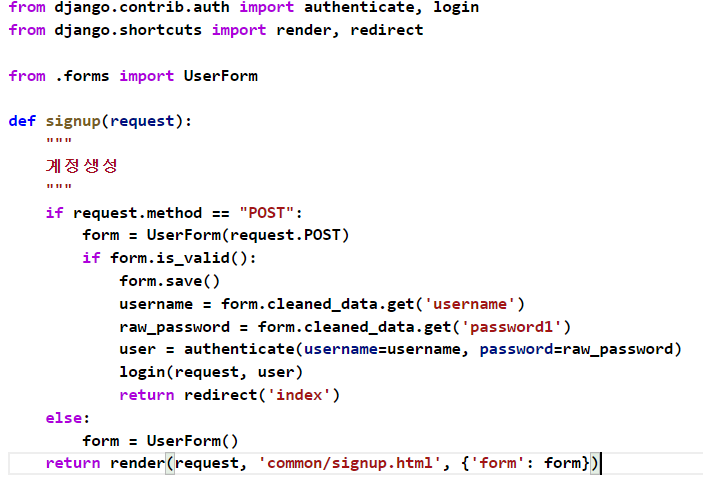 from django.contrib.auth import authenticate, login
from django.shortcuts import render, redirect

from .forms import UserForm

def signup(request):
    """
    계정생성
    """
    if request.method == "POST":
        form = UserForm(request.POST)
        if form.is_valid():
            form.save()
            username = form.cleaned_data.get('username')
            raw_password = form.cleaned_data.get('password1')
            user = authenticate(username=username, password=raw_password)
            login(request, user)
            return redirect('index')
    else:
        form = UserForm()
    return render(request, 'common/signup.html', {'form': form})